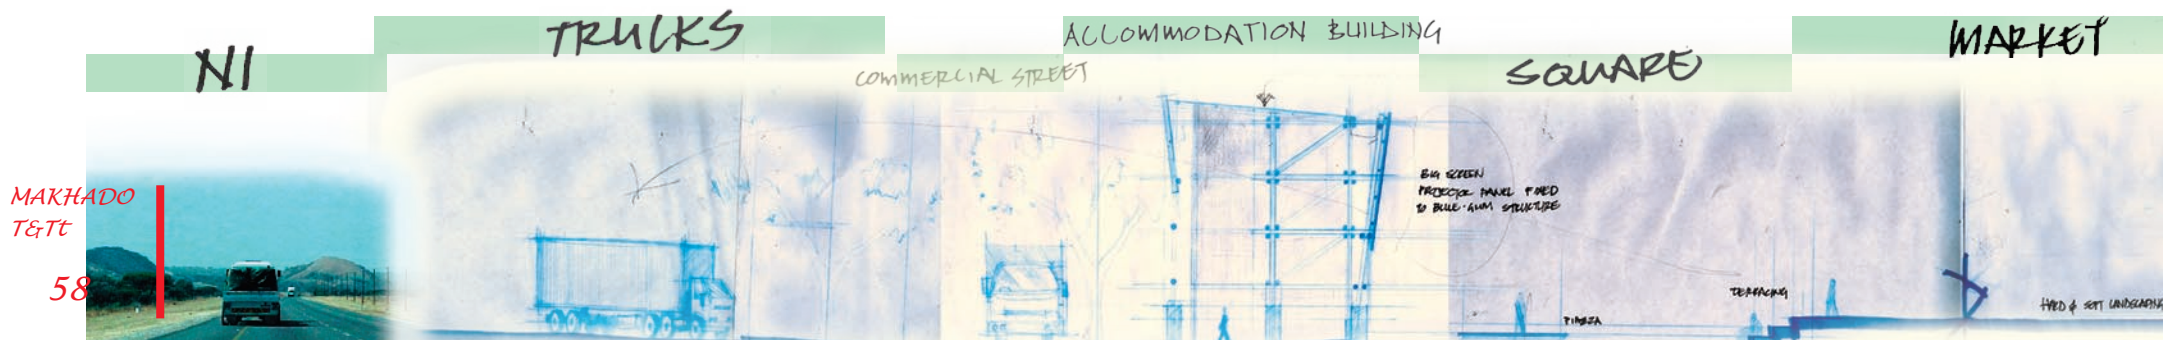 N1
TRUCKS
COMMERCIAL STREET
ACCOMMODATION BUILDING
SQUARE
MARKET
MAKHADO
T&Tt
58
BIG SCREEN
PROJECTOR PANEL FIXED
TO BLUE-GUM STRUCTURE
PIAZZA
TERRACING
HARD & SOFT LANDSCAPING